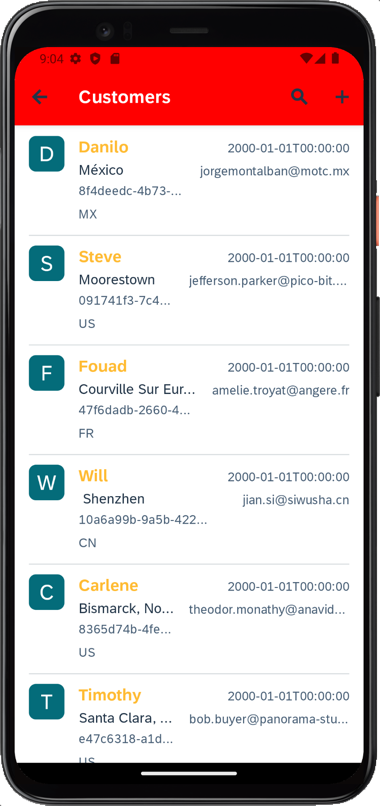 9:04
Customers
D
Danilo 2000-01-01T00:00:00
México jorgemontalban@motc.mx
8f4deedc-4b73-...
MX
S
Steve 2000-01-01T00:00:00
Moorestown jefferson.parker@pico-bit....
091741f3-7c4...
US
F
Fouad 2000-01-01T00:00:00
Courville Sur Eur... amelie.troyat@angere.fr
47f6dadb-2660-4...
FR
W
Will 2000-01-01T00:00:00
Shenzhen jian.si@siwusha.cn
10a6a99b-9a5b-422...
CN
C
Carlene 2000-01-01T00:00:00
Bismarck, No... theodor.monathy@anavid...
8365d74b-4fe...
US
T
Timothy 2000-01-01T00:00:00
Santa Clara, ... bob.buyer@panorama-stu...
e47c6318-a1d...
US